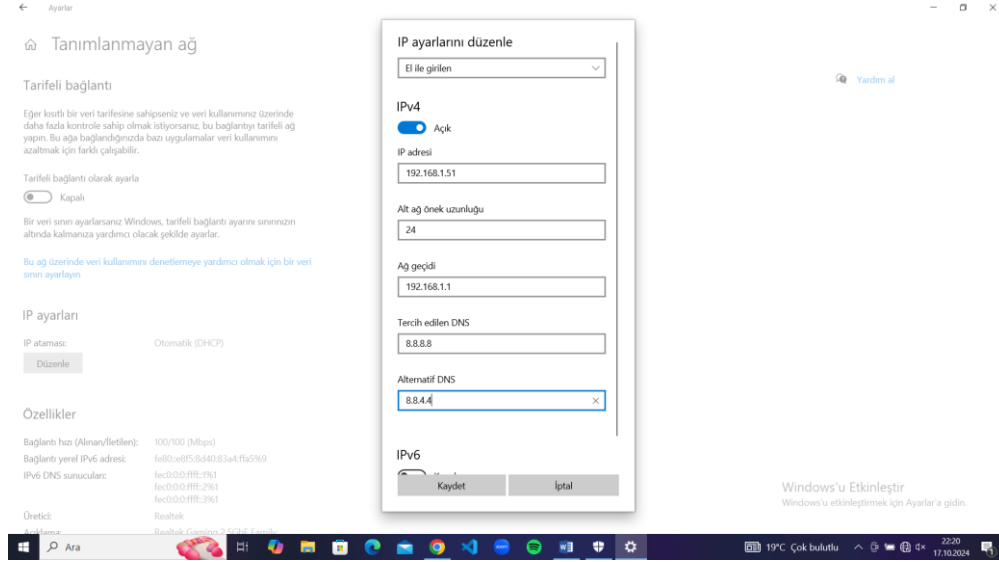 Ayarlar
Tanımlanmayan ağ
Tarifeli bağlantı
Eğer kısıtlı bir veri tarifesine sahipseniz ve veri kullanımınız üzerinde
daha fazla kontrole sahip olmak istiyorsanız, bu bağlantıyı tarifeli ağ
yapın. Bu ağa bağlandığınızda bazı uygulamalar veri kullanımını
azaltmak için farklı çalışabilir.
Tarifeli bağlantı olarak ayarla
Kapalı
Bir veri sınırı ayarlarsanız Windows, tarifeli bağlantı ayarını sınırınızın
altında kalmanıza yardımcı olacak şekilde ayarlar.
Bu ağ üzerinde veri kullanımını denetlemeye yardımcı olmak için bir veri
sınırı ayarlayın
IP ayarları
IP ataması: Otomatik (DHCP)
Düzenle
Özellikler
Bağlantı hızı (Alınan/İletilen): 100/100 (Mbps)
Bağlantı yerel IPv6 adresi: fe80::e8f5:8d40:83a4:ffa5%9
IPv6 DNS sunucuları: fec0:0:0:ffff::1%1
fec0:0:0:ffff::2%1
fec0:0:0:ffff::3%1
Üretici: Realtek
Açıklama: Realtek Gaming 2.5GbE Family
IP ayarlarını düzenle
El ile girilen
IPv4
Açık
IP adresi
192.168.1.51
Alt ağ önek uzunluğu
24
Ağ geçidi
192.168.1.1
Tercih edilen DNS
8.8.8.8
Alternatif DNS
8.8.4.4
IPv6
Kaydet
İptal
Yardım al
Windows'u Etkinleştir
Windows'u etkinleştirmek için Ayarlar'a gidin.
Ara
19°C Çok bulutlu
22:20
17.10.2024